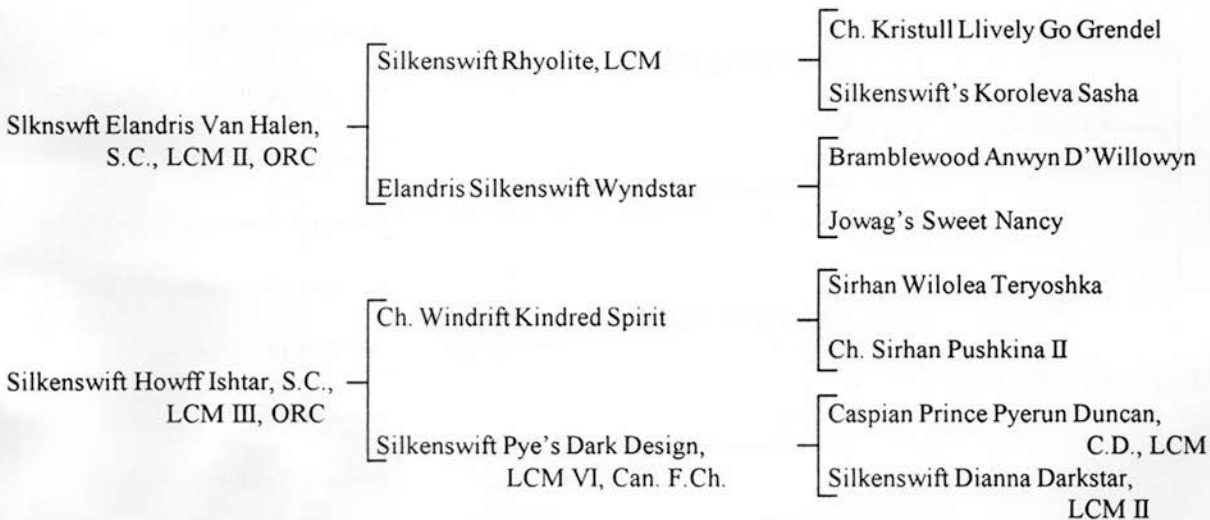 Ch. Kristull Llively Go Grendel
Silkenswift Rhyolite, LCM
Silkenswift's Koroleva Sasha
Slknswft Elandris Van Halen,
S.C., LCM II, ORC
Bramblewood Anwyn D'Willowyn
Elandris Silkenswift Wyndstar
Jowag's Sweet Nancy
Sirhan Wilolea Teryoshka
Ch. Windrift Kindred Spirit
Ch. Sirhan Pushkina II
Silkenswift Howff Ishtar, S.C.,
LCM III, ORC
Caspian Prince Pyerun Duncan,
C.D., LCM
Silkenswift Pye's Dark Design,
LCM VI, Can. F.Ch.
Silkenswift Dianna Darkstar,
LCM II